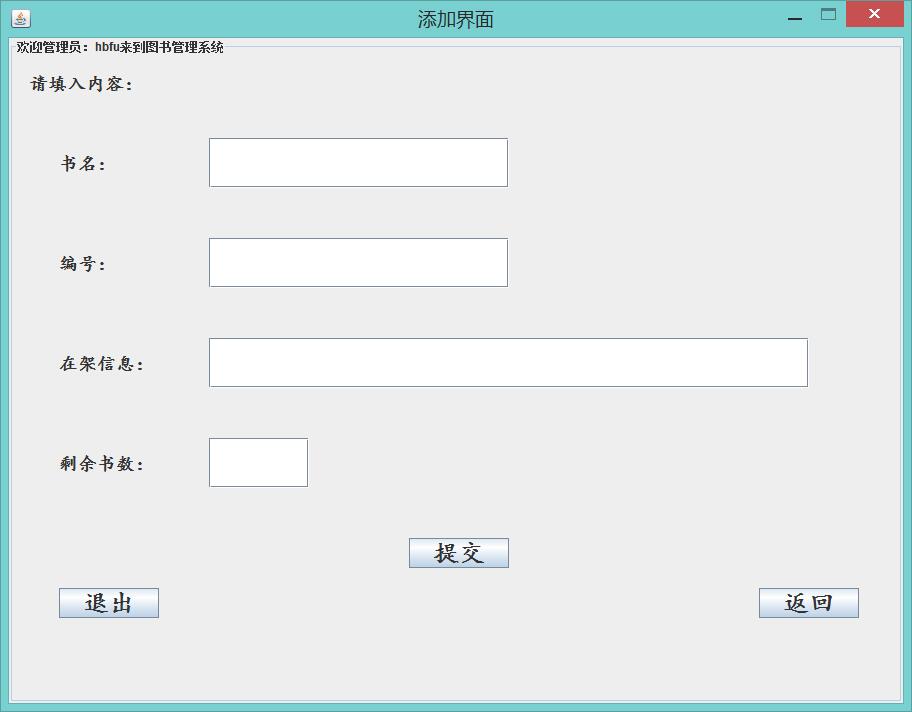 添加界面
欢迎管理员：hbfu来到图书管理系统
请填入内容：
书名：
编号：
在架信息：
剩余书数：
提交
退出
返回